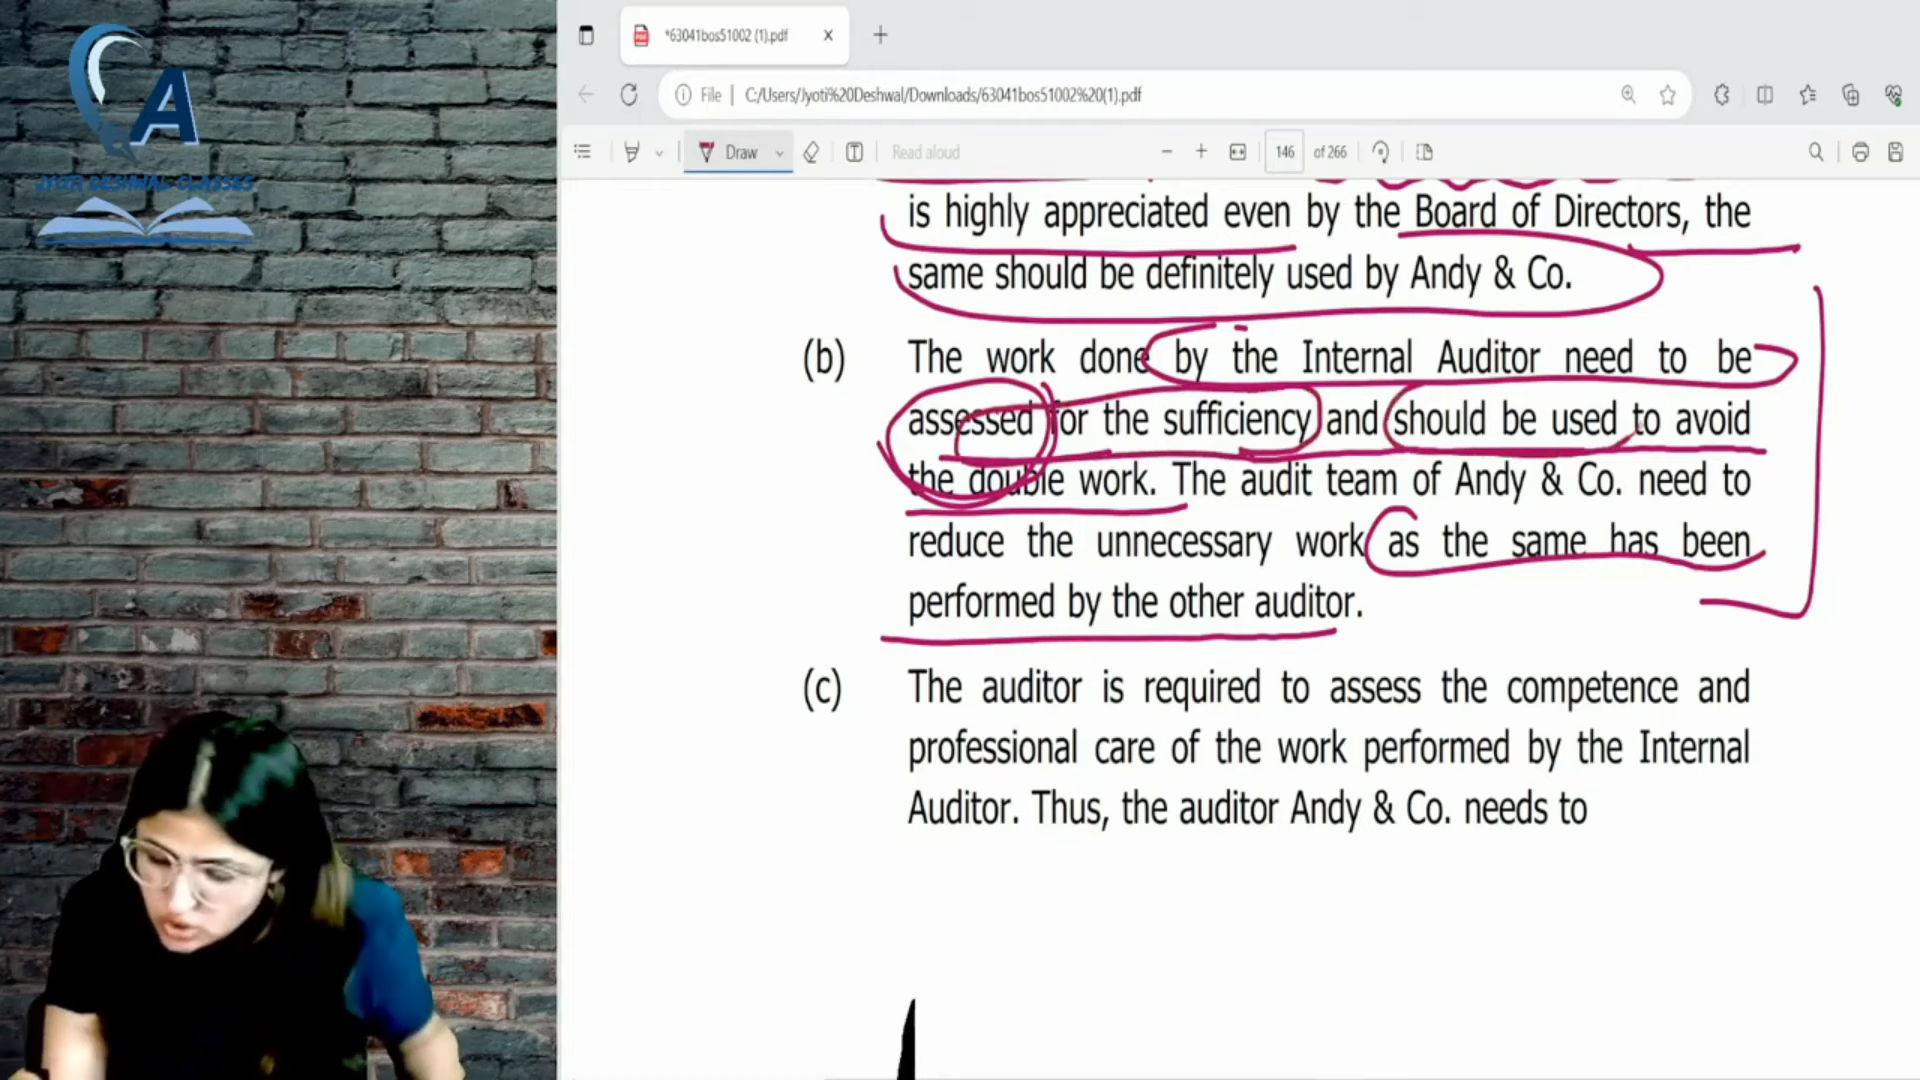 A
JYOTI DESHWAL CLASSES
*63041bos51002 (1).pdf
File
C:/Users/Jyoti%20Deshwal/Downloads/63041bos51002%20(1).pdf
Draw
Read aloud
146 of 266
is highly appreciated even by the Board of Directors, the
same should be definitely used by Andy & Co.
(b) The work done by the Internal Auditor need to be
assessed for the sufficiency and should be used to avoid
the double work. The audit team of Andy & Co. need to
reduce the unnecessary work as the same has been
performed by the other auditor.
(c) The auditor is required to assess the competence and
professional care of the work performed by the Internal
Auditor. Thus, the auditor Andy & Co. needs to